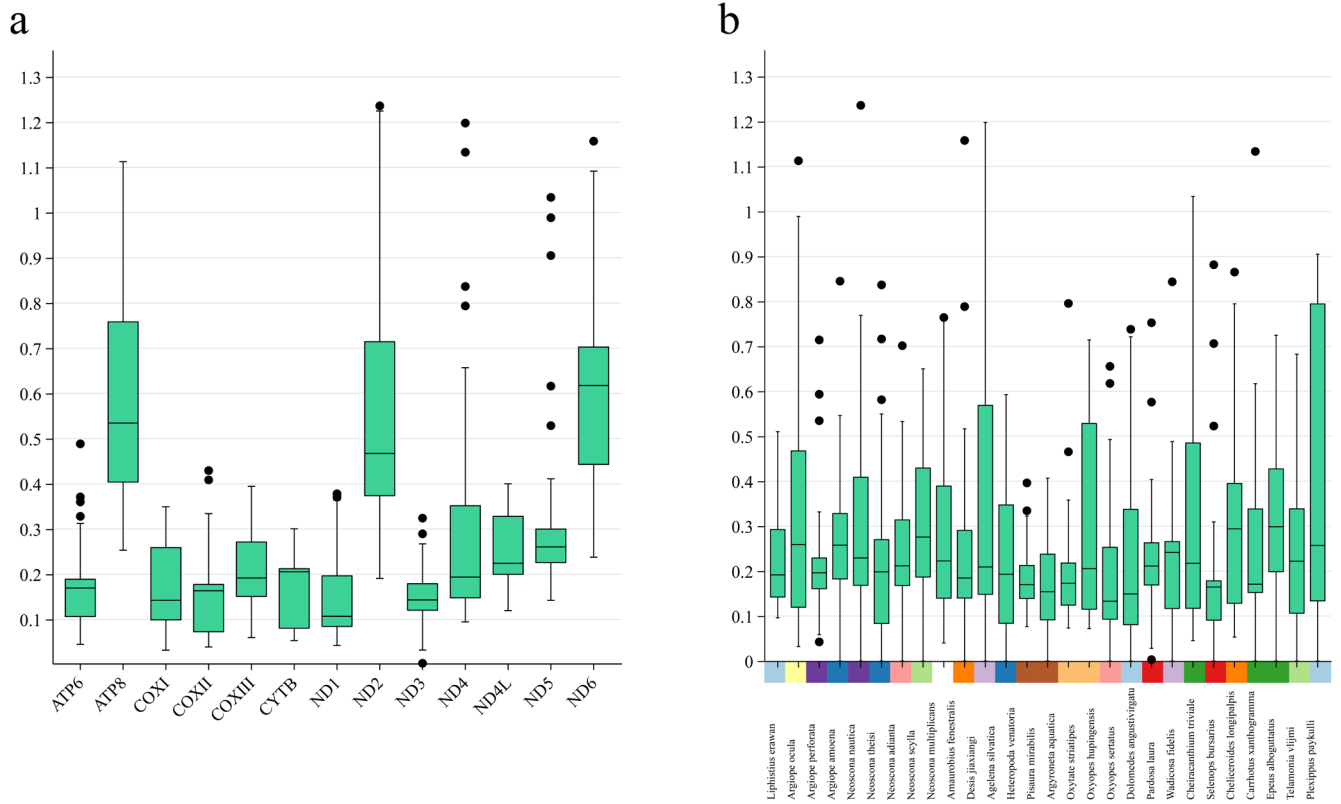 a
1.3
1.2
1.1
1
0.9
0.8
0.7
0.6
0.5
0.4
0.3
0.2
0.1
ATP6
ATP8
COXI
COXII
COXIII
CYTB
ND1
ND2
ND3
ND4
ND4L
ND5
ND6
b
1.3
1.2
1.1
1
0.9
0.8
0.7
0.6
0.5
0.4
0.3
0.2
0.1
0
Liphistius erawan
Argiope ocula
Argiope perforata
Argiope amoena
Neoscona nautica
Neoscona theisi
Neoscona adianta
Neoscona scylla
Neoscona multiplicans
Amaurobius fenestralis
Desis jiaxiangi
Agelena silvatica
Heteropoda venatoria
Pisaura mirabilis
Argyroneta aquatica
Oxytate striatipes
Oxyopes hupingensis
Oxyopes sertatus
Dolomedes angustivirgatu
Pardosa laura
Wadicosa fidelis
Cheiracanthium triviale
Selenops bursarius
Cheliceroides longipalpis
Carrhotus xanthogramma
Epeus alboguttatus
Telamonia vlijmi
Plexippus paykulli